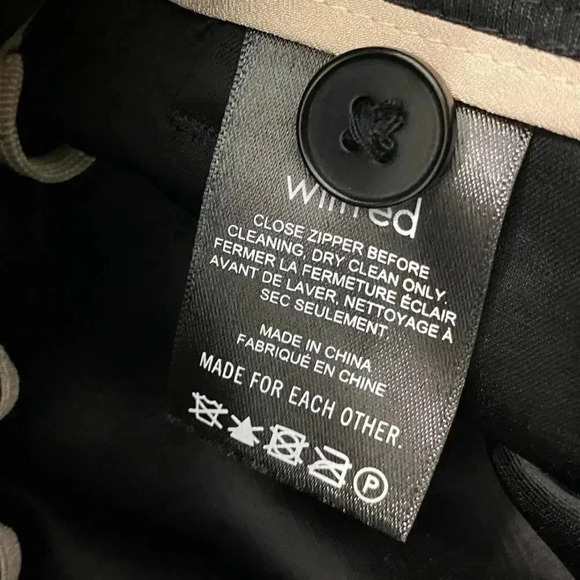 wilfred
CLOSE ZIPPER BEFORE
CLEANING, DRY CLEAN ONLY.
FERMER LA FERMETURE ÉCLAIR
AVANT DE LAVER, NETTOYAGE À
SEC SEULEMENT
MADE IN CHINA
FABRIQUÉ EN CHINE
MADE FOR EACH OTHER.
P